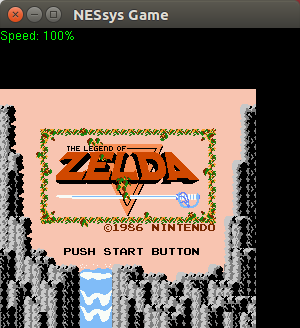 NESsys Game
Speed: 100%
THE LEGEND OF
ZELDA
©1986 NINTENDO
PUSH START BUTTON